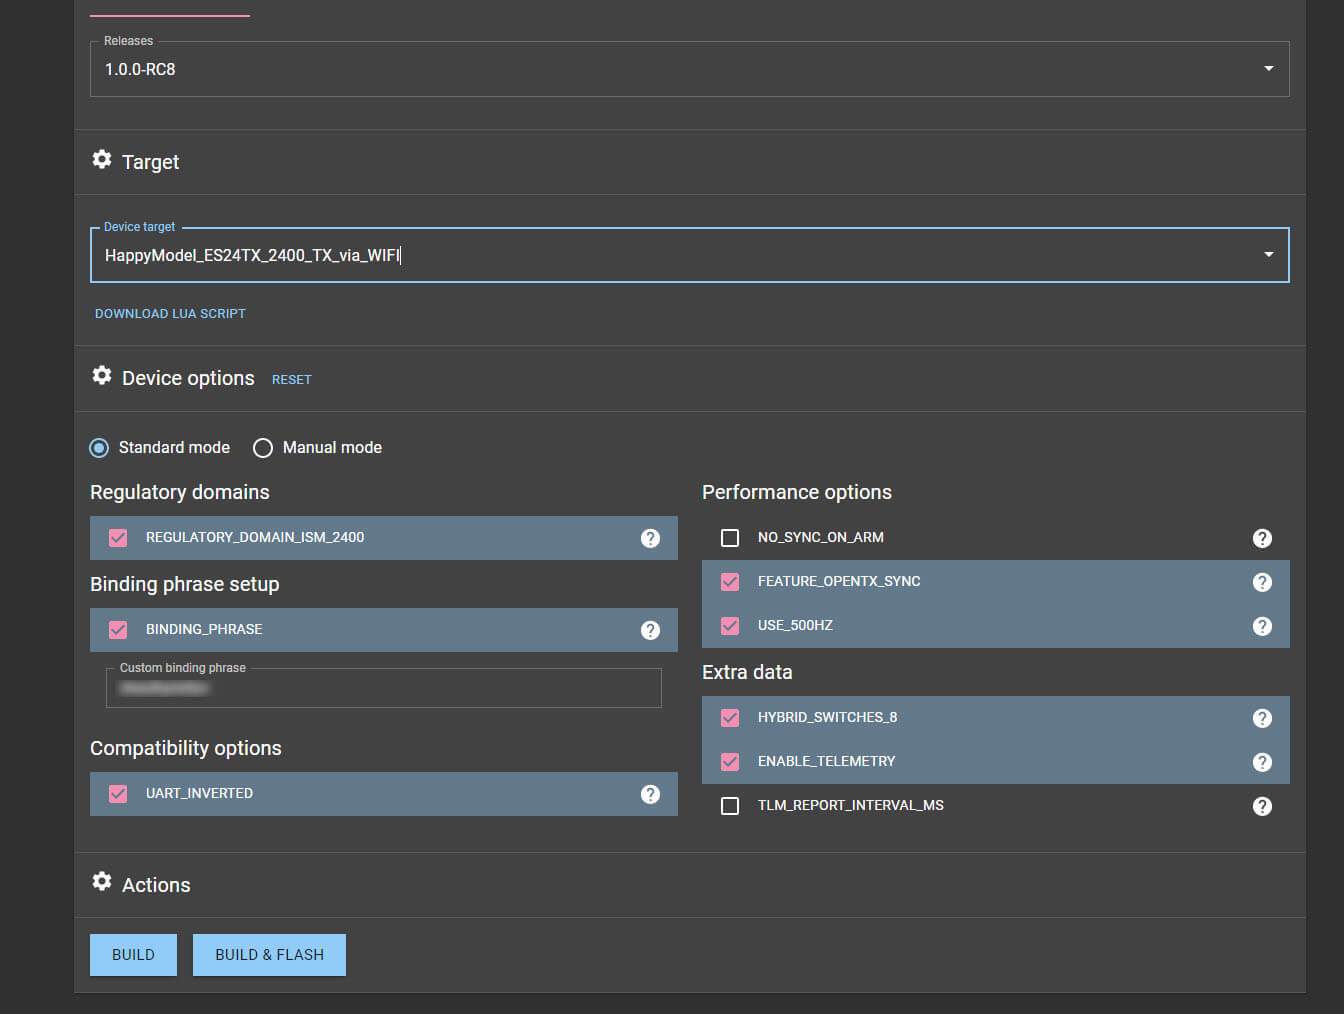 Releases
1.0.0-RC8
Target
Device target
HappyModel_ES24TX_2400_TX_via_WIFI
DOWNLOAD LUA SCRIPT
Device options RESET
Standard mode Manual mode
Regulatory domains
REGULATORY_DOMAIN_ISM_2400
Binding phrase setup
BINDING_PHRASE
Custom binding phrase
Compatibility options
UART_INVERTED
Performance options
NO_SYNC_ON_ARM
FEATURE_OPENTX_SYNC
USE_500HZ
Extra data
HYBRID_SWITCHES_8
ENABLE_TELEMETRY
TLM_REPORT_INTERVAL_MS
Actions
BUILD BUILD & FLASH